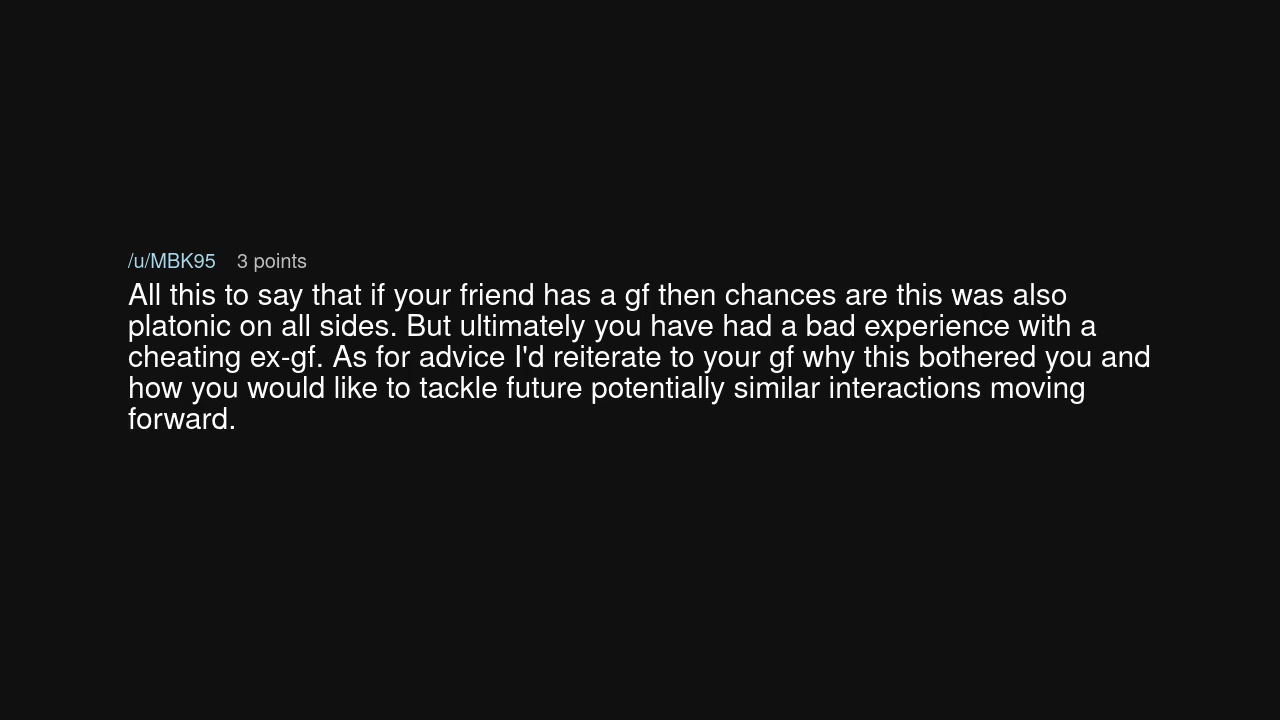 /u/MBK95 3 points
All this to say that if your friend has a gf then chances are this was also
platonic on all sides. But ultimately you have had a bad experience with a
cheating ex-gf. As for advice I'd reiterate to your gf why this bothered you and
how you would like to tackle future potentially similar interactions moving
forward.